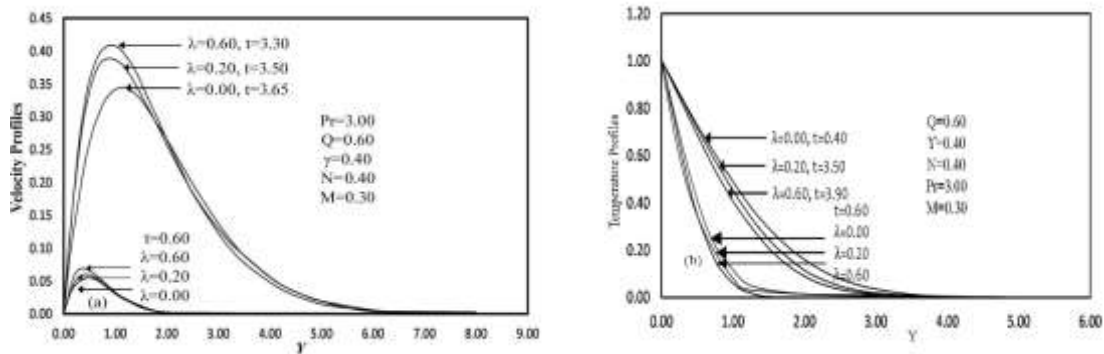 0.45
0.40
0.35
0.30
0.25
0.20
0.15
0.10
0.05
0.00
Velocity Profiles
λ=0.60, t=3.30
λ=0.20, t=3.50
λ=0.00, t=3.65
Pr=3.00
Q=0.60
γ=0.40
N=0.40
M=0.30
t=0.60
λ=0.60
λ=0.20
λ=0.00
(a)
0.00 1.00 2.00 3.00 4.00 5.00 6.00 7.00 8.00 9.00
Y
1.20
1.00
0.80
0.60
0.40
0.20
0.00
Temperature Profiles
λ=0.00, t=0.40
λ=0.20, t=3.50
λ=0.60, t=3.90
Q=0.60
Υ=0.40
N=0.40
Pr=3.00
M=0.30
t=0.60
λ=0.00
λ=0.20
λ=0.60
(b)
0.00 1.00 2.00 3.00 4.00 5.00 6.00
Y